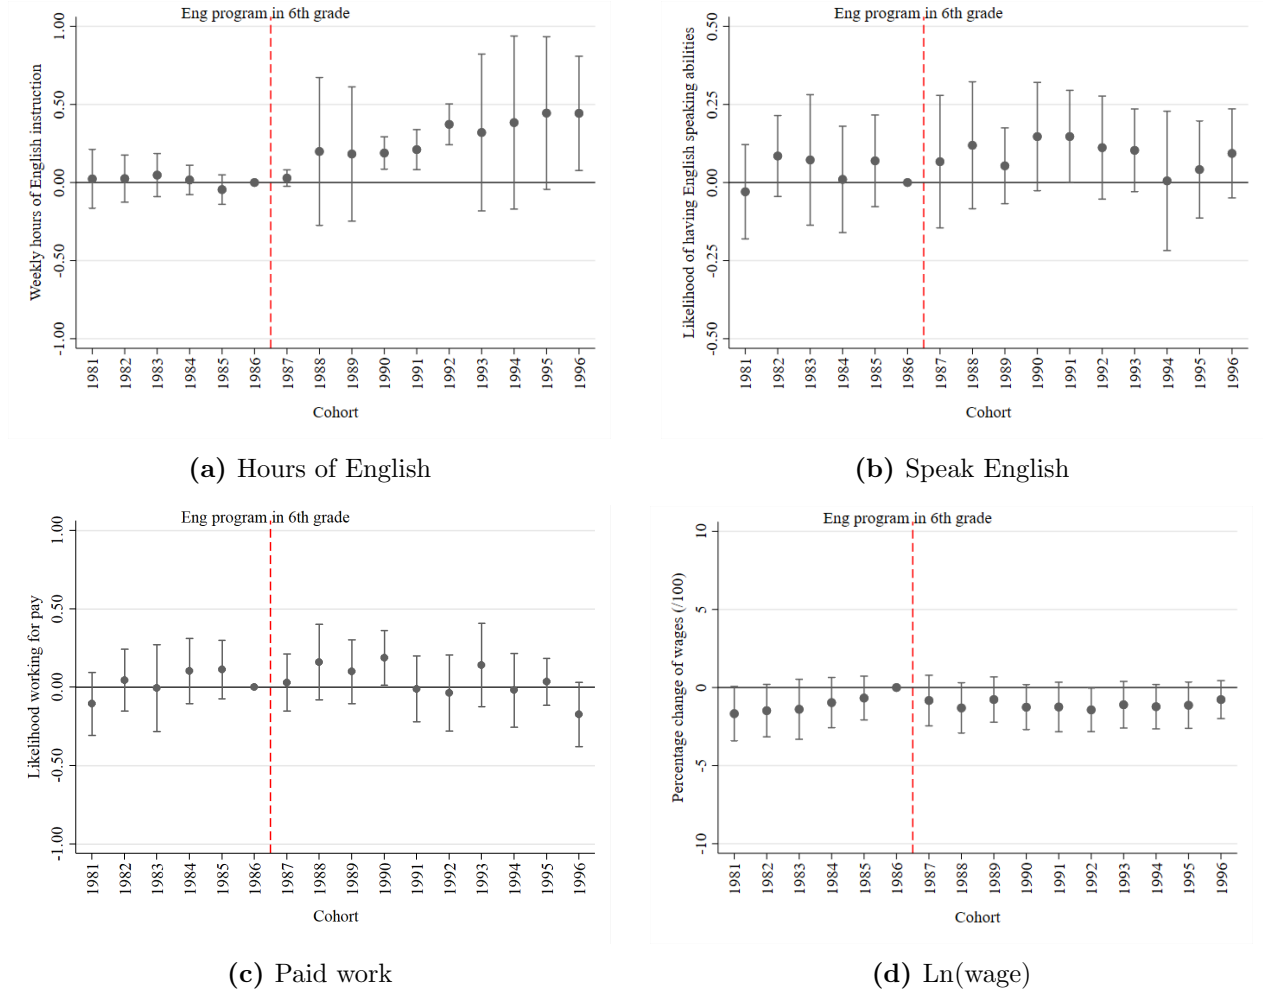 Eng program in 6th grade
Weekly hours of English instruction
1.00
0.50
0.00
-0.50
-1.00
1981 1982 1983 1984 1985 1986 1987 1988 1989 1990 1991 1992 1993 1994 1995 1996
Cohort
(a) Hours of English
Eng program in 6th grade
Likelihood of having English speaking abilities
0.50
0.25
0.00
-0.25
-0.50
1981 1982 1983 1984 1985 1986 1987 1988 1989 1990 1991 1992 1993 1994 1995 1996
Cohort
(b) Speak English
Eng program in 6th grade
Likelihood working for pay
1.00
0.50
0.00
-0.50
-1.00
1981 1982 1983 1984 1985 1986 1987 1988 1989 1990 1991 1992 1993 1994 1995 1996
Cohort
(c) Paid work
Eng program in 6th grade
Percentage change of wages (/100)
10
5
0
-5
-10
1981 1982 1983 1984 1985 1986 1987 1988 1989 1990 1991 1992 1993 1994 1995 1996
Cohort
(d) Ln(wage)